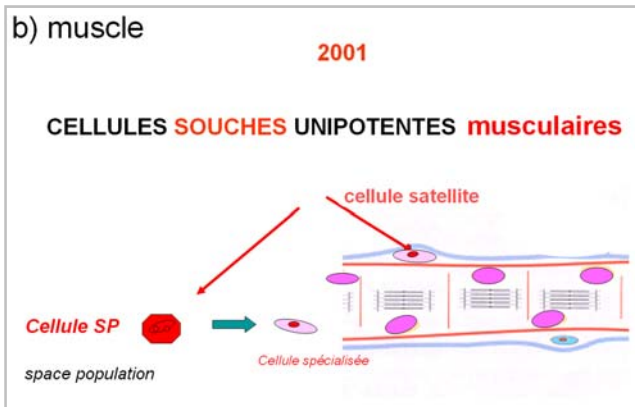 b) muscle
2001
CELLULES SOUCHES UNIPOTENTES musculaires
cellule satellite
Cellule SP
Cellule spécialisée
space population